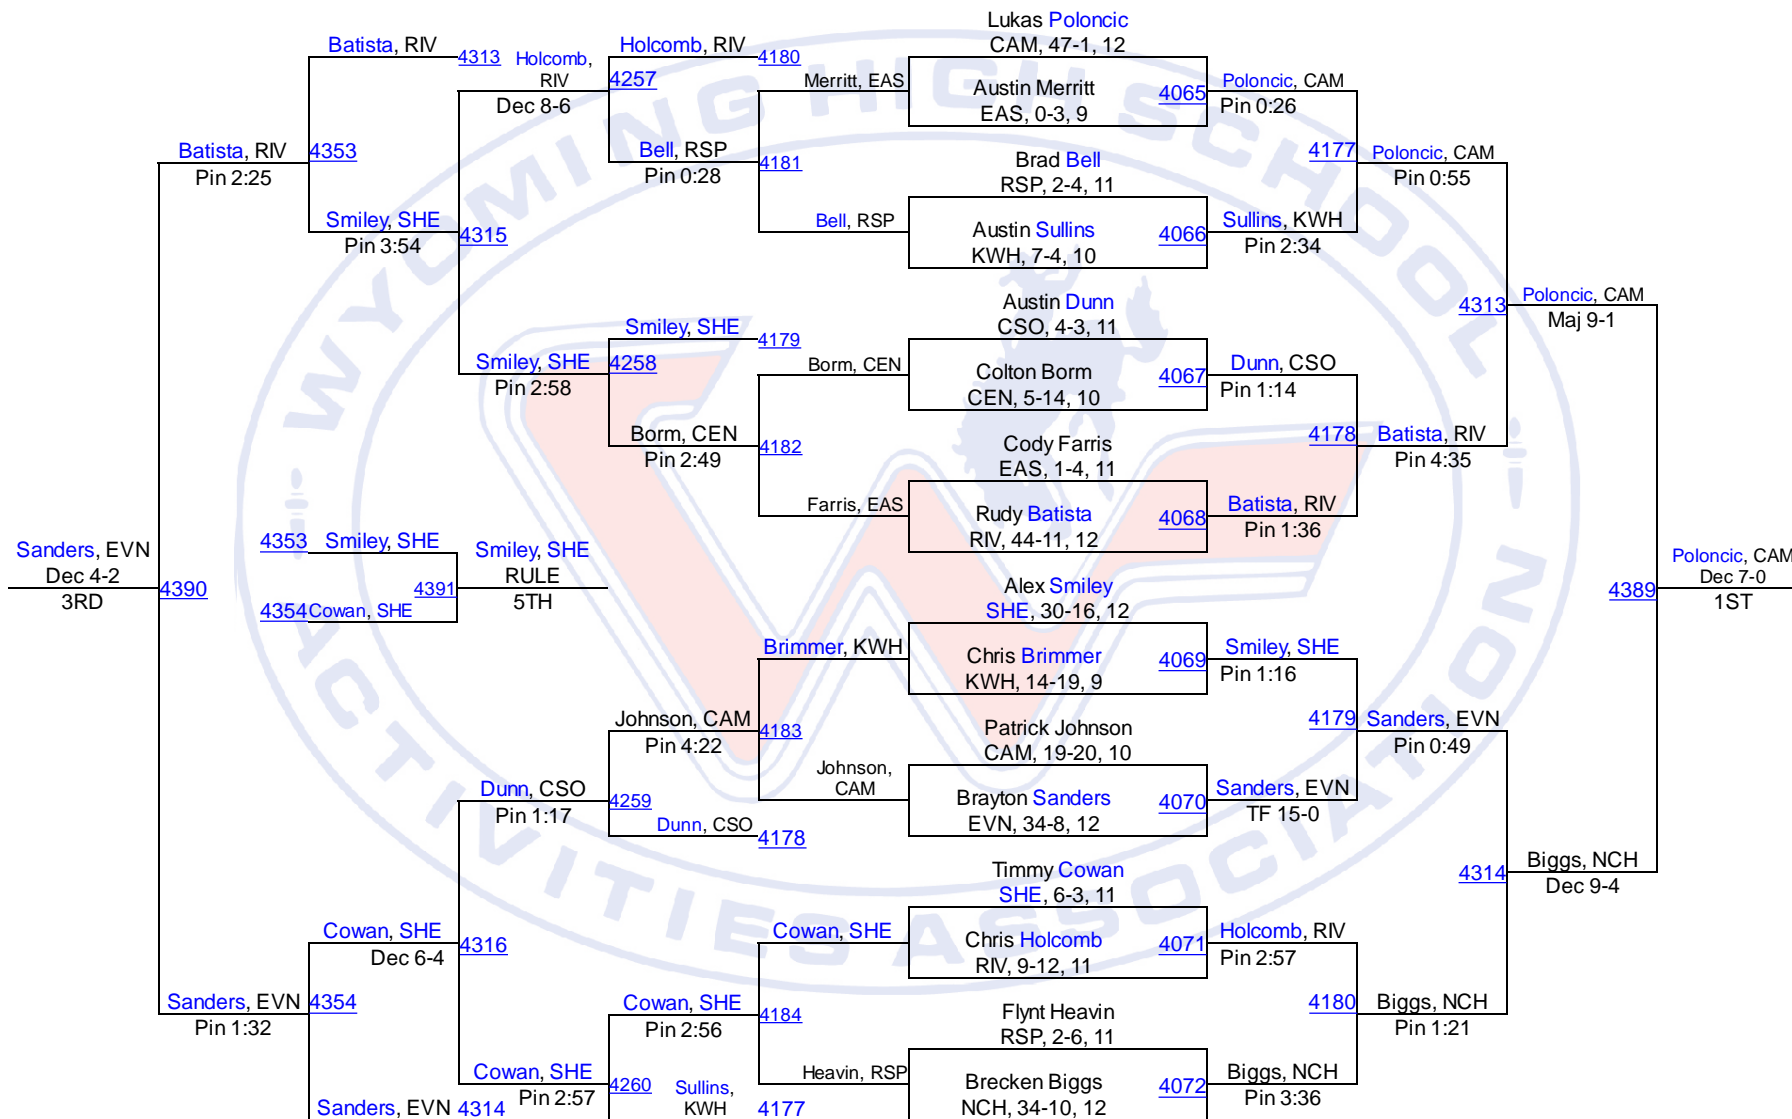 Lukas Poloncic
CAM, 47-1, 12
Batista, RIV
4313
Holcomb,
RIV
Dec 8-6
Holcomb, RIV
4180
4257
Merritt, EAS
Austin Merritt
EAS, 0-3, 9
4065
Poloncic, CAM
Pin 0:26
Batista, RIV
Pin 2:25
4353
Bell, RSP
Pin 0:28
4181
Brad Bell
RSP, 2-4, 11
4177
Poloncic, CAM
Pin 0:55
Smiley, SHE
Pin 3:54
4315
Bell, RSP
Austin Sullins
KWH, 7-4, 10
4066
Sullins, KWH
Pin 2:34
Austin Dunn
CSO, 4-3, 11
4313
Poloncic, CAM
Maj 9-1
Smiley, SHE
4179
Smiley, SHE
Pin 2:58
4258
Borm, CEN
Colton Borm
CEN, 5-14, 10
4067
Dunn, CSO
Pin 1:14
Borm, CEN
Pin 2:49
4182
Cody Farris
EAS, 1-4, 11
4178
Batista, RIV
Pin 4:35
Farris, EAS
Rudy Batista
RIV, 44-11, 12
4068
Batista, RIV
Pin 1:36
Sanders, EVN
Dec 4-2
3RD
4390
4353
Smiley, SHE
4391
4354
Cowan, SHE
Smiley, SHE
RULE
5TH
Alex Smiley
SHE, 30-16, 12
4389
Poloncic, CAM
Dec 7-0
1ST
Brimmer, KWH
Chris Brimmer
KWH, 14-19, 9
4069
Smiley, SHE
Pin 1:16
Johnson, CAM
Pin 4:22
4183
Patrick Johnson
CAM, 19-20, 10
4179
Sanders, EVN
Pin 0:49
Dunn, CSO
Pin 1:17
4259
Johnson,
CAM
Brayton Sanders
EVN, 34-8, 12
4070
Sanders, EVN
TF 15-0
Dunn, CSO
4178
Timmy Cowan
SHE, 6-3, 11
4314
Biggs, NCH
Dec 9-4
Cowan, SHE
Dec 6-4
4316
Cowan, SHE
Chris Holcomb
RIV, 9-12, 11
4071
Holcomb, RIV
Pin 2:57
Sanders, EVN
Pin 1:32
4354
Cowan, SHE
Pin 2:56
4184
Flynt Heavin
RSP, 2-6, 11
4180
Biggs, NCH
Pin 1:21
Cowan, SHE
Pin 2:57
4260
Heavin, RSP
Brecken Biggs
NCH, 34-10, 12
4072
Biggs, NCH
Pin 3:36
Sanders, EVN
4314
Sullins,
KWH
4177
WYOMING HIGH SCHOOL
ACTIVITIES ASSOCIATION